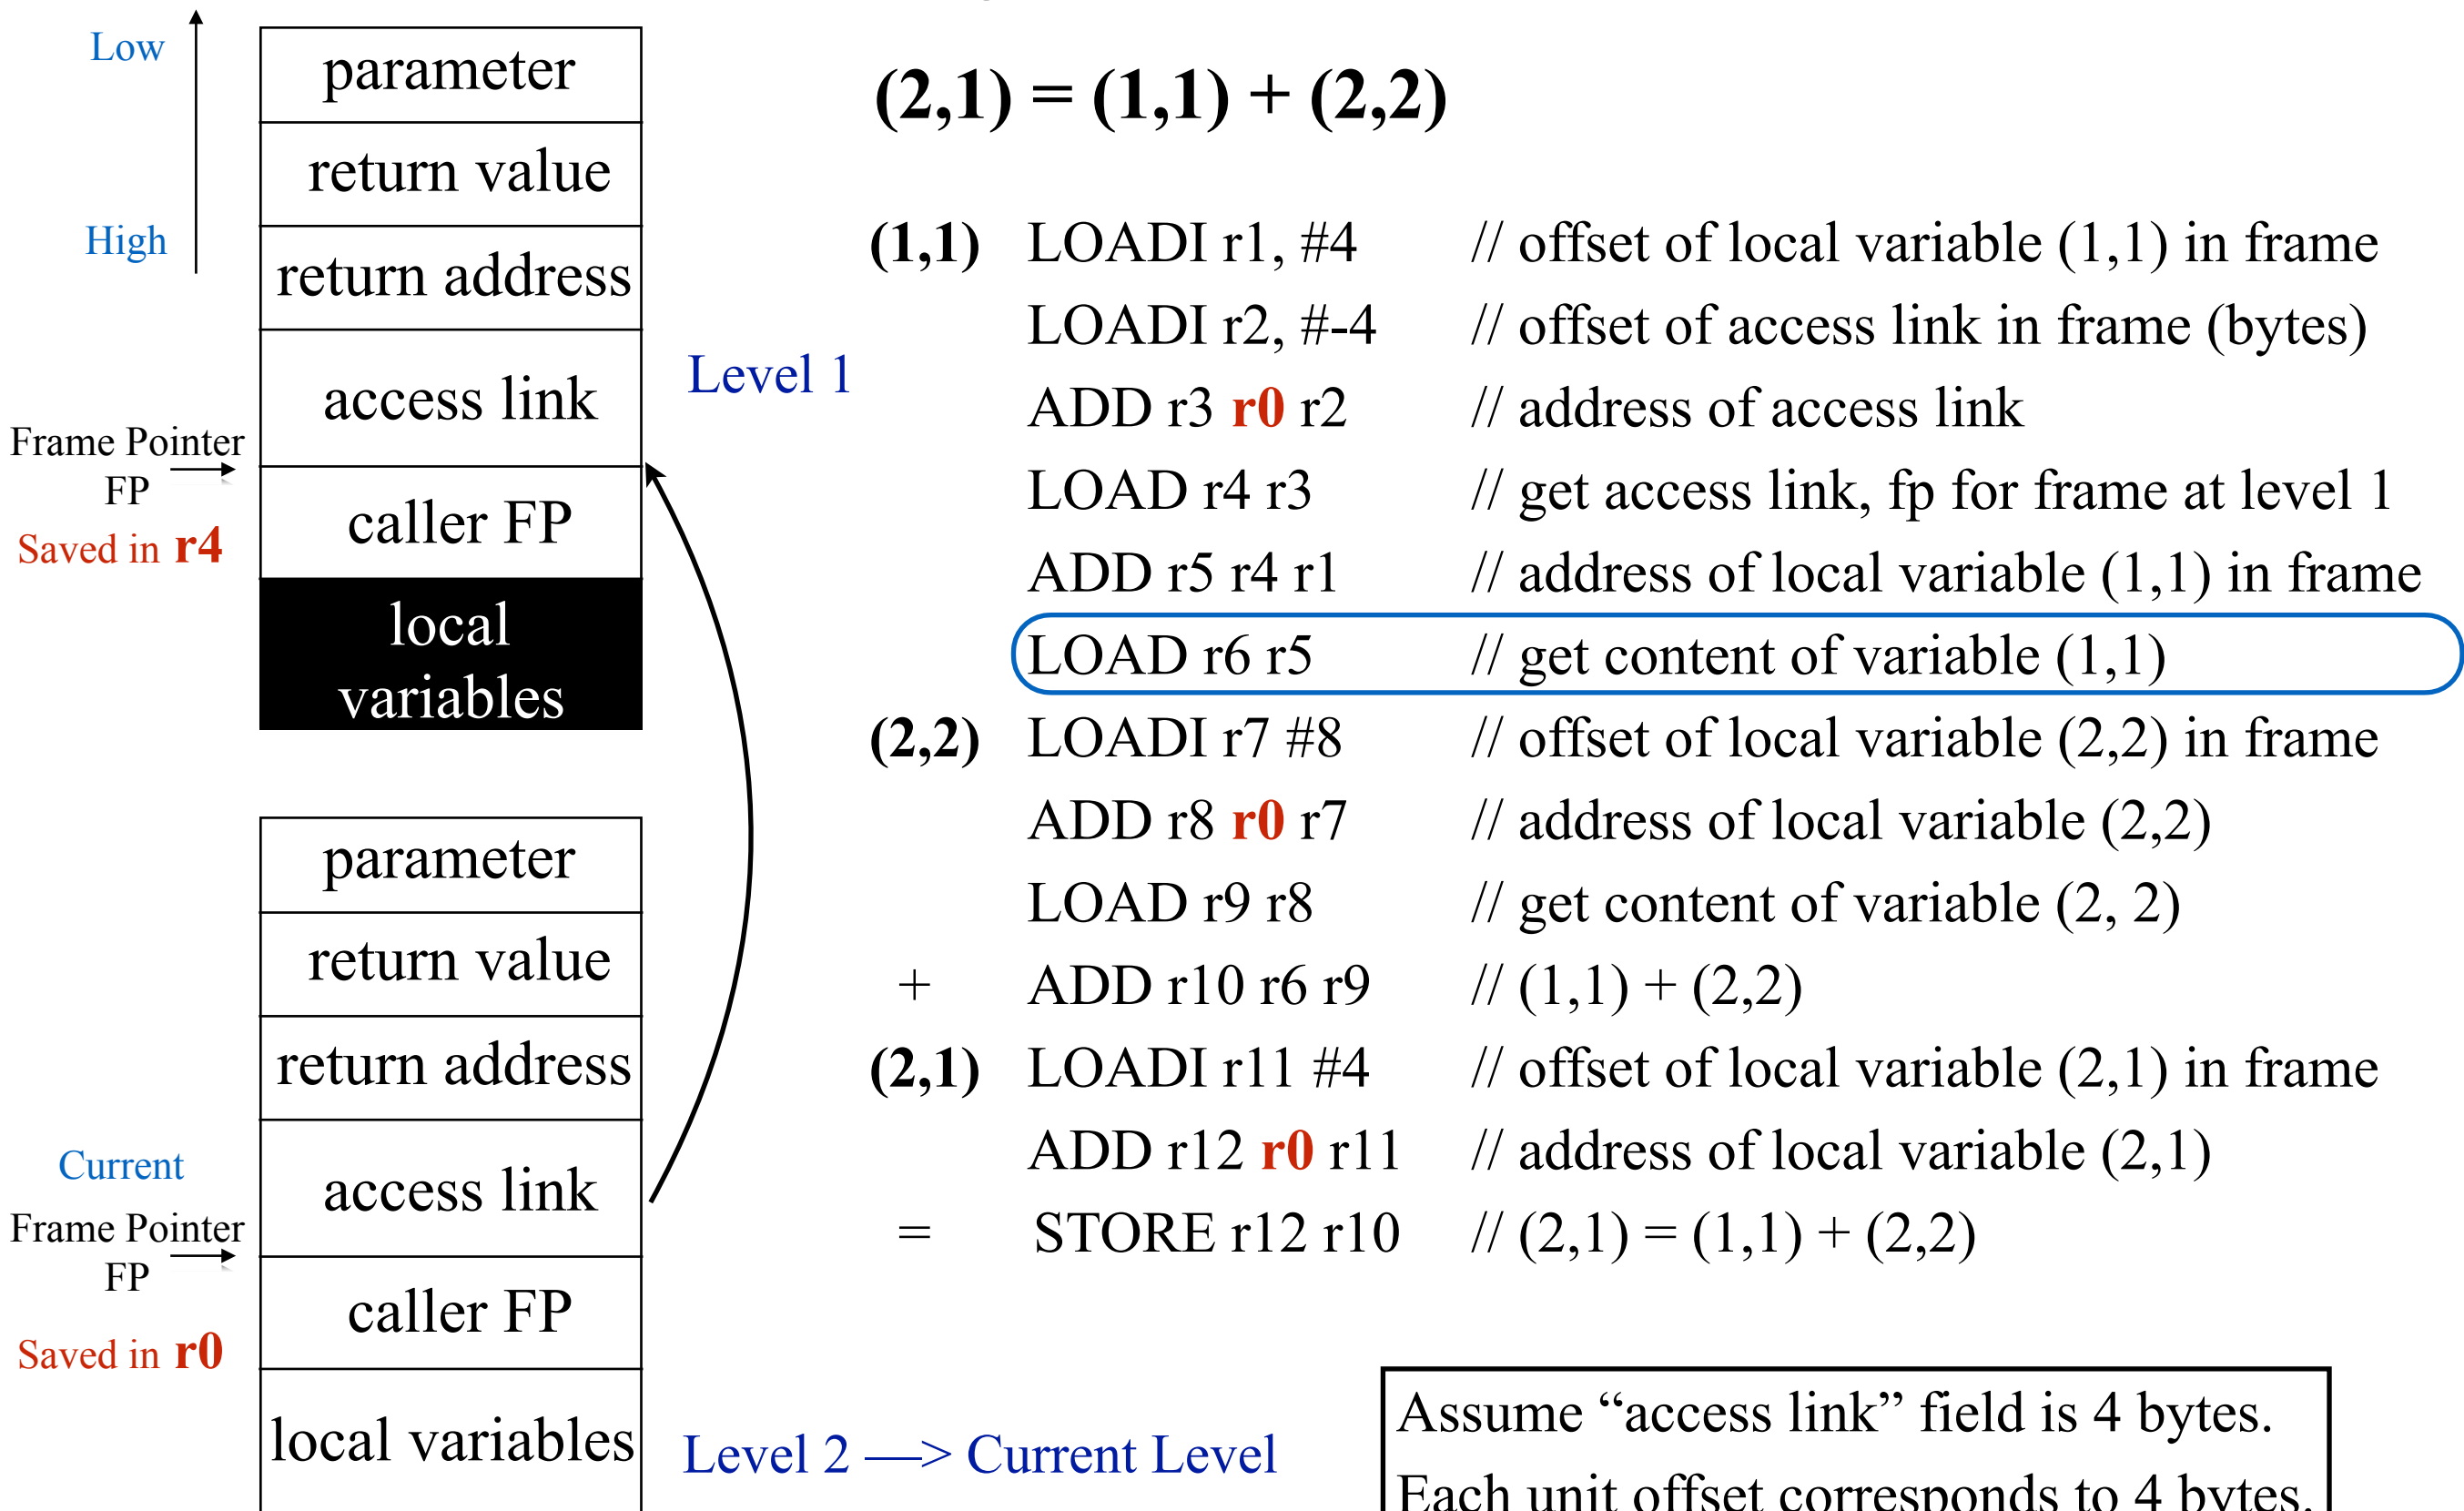 Low
High
parameter
return value
return address
access link
Frame Pointer
FP
Saved in r4
caller FP
local
variables
Level 1
parameter
return value
return address
access link
Current
Frame Pointer
FP
Saved in r0
caller FP
local variables
Level 2 —> Current Level
(2,1) = (1,1) + (2,2)
(1,1) LOADI r1, #4 // offset of local variable (1,1) in frame
LOADI r2, #-4 // offset of access link in frame (bytes)
ADD r3 r0 r2 // address of access link
LOAD r4 r3 // get access link, fp for frame at level 1
ADD r5 r4 r1 // address of local variable (1,1) in frame
LOAD r6 r5 // get content of variable (1,1)
(2,2) LOADI r7 #8 // offset of local variable (2,2) in frame
ADD r8 r0 r7 // address of local variable (2,2)
LOAD r9 r8 // get content of variable (2, 2)
+ ADD r10 r6 r9 // (1,1) + (2,2)
(2,1) LOADI r11 #4 // offset of local variable (2,1) in frame
ADD r12 r0 r11 // address of local variable (2,1)
= STORE r12 r10 // (2,1) = (1,1) + (2,2)
Assume “access link” field is 4 bytes.
Each unit offset corresponds to 4 bytes.